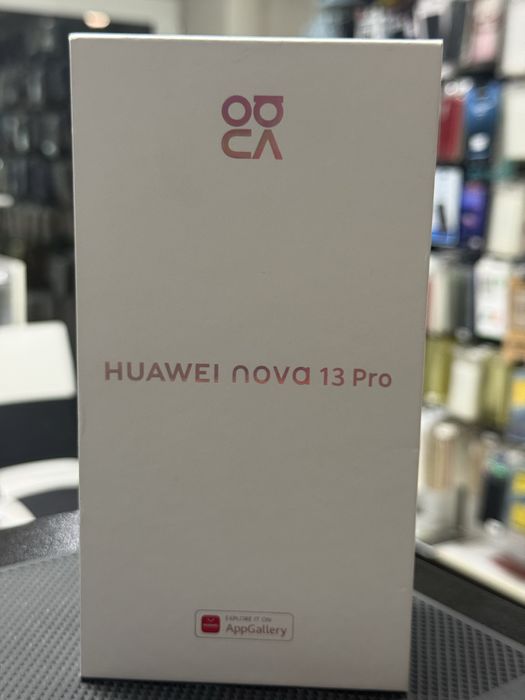 HUAWEI nova 13 Pro
EXPLORE IT ON
AppGallery